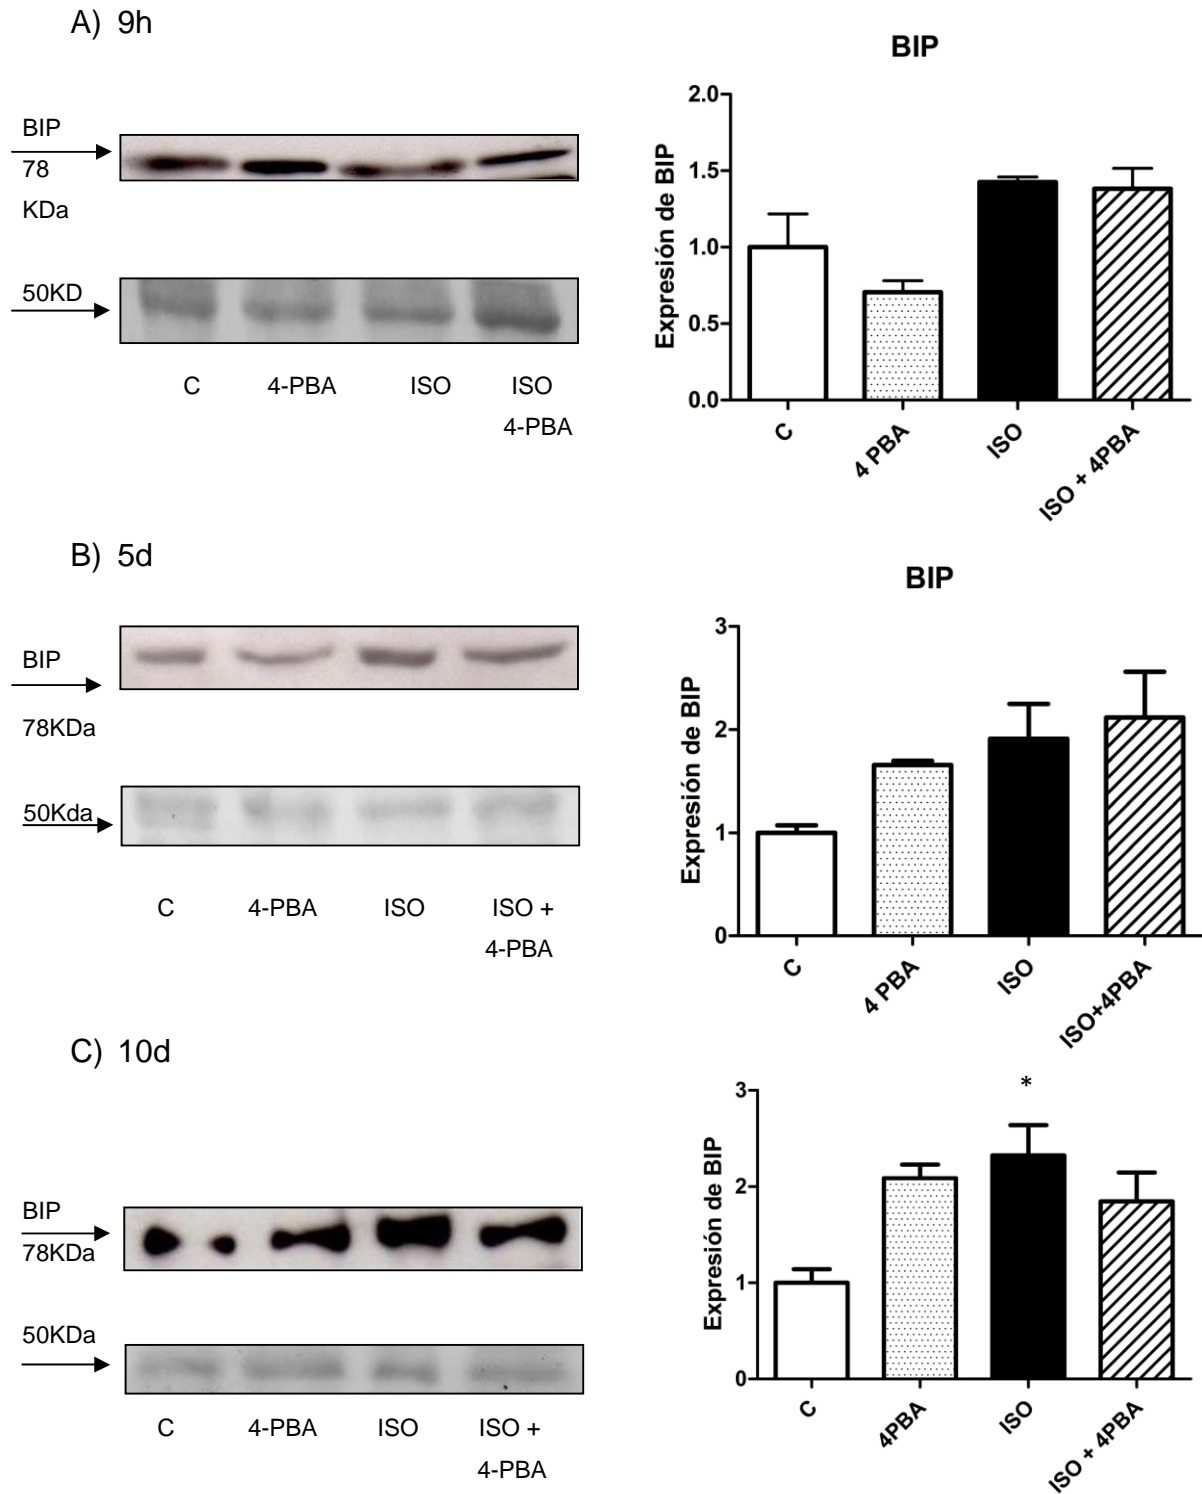 A) 9h
BIP
78
KDa
50KD
C 4-PBA ISO ISO
4-PBA
BIP
Expresión de BIP
2.0
1.5
1.0
0.5
0.0
C
4 PBA
ISO
ISO + 4PBA
B) 5d
BIP
78KDa
50Kda
C 4-PBA ISO ISO +
4-PBA
BIP
Expresión de BIP
3
2
1
0
C
4 PBA
ISO
ISO+4PBA
C) 10d
BIP
78KDa
50KDa
C 4-PBA ISO ISO +
4-PBA
*
Expresión de BIP
3
2
1
0
C
4PBA
ISO
ISO + 4PBA